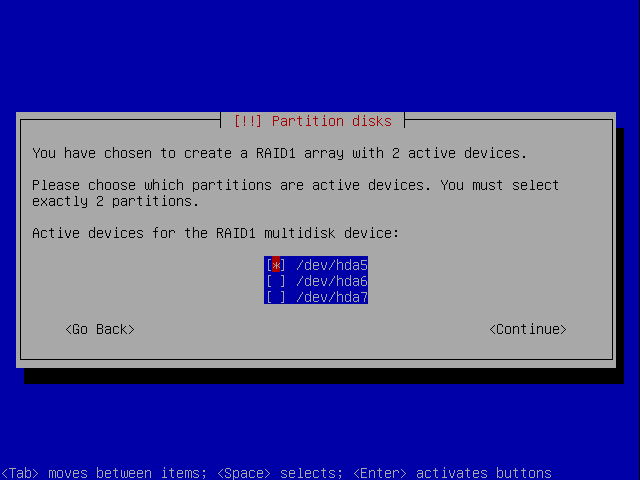 [!!] Partition disks
You have chosen to create a RAID1 array with 2 active devices.
Please choose which partitions are active devices. You must select
exactly 2 partitions.
Active devices for the RAID1 multidisk device:
[*] /dev/hda5
[ ] /dev/hda6
[ ] /dev/hda7
<Go Back> <Continue>
<Tab> moves between items; <Space> selects; <Enter> activates buttons